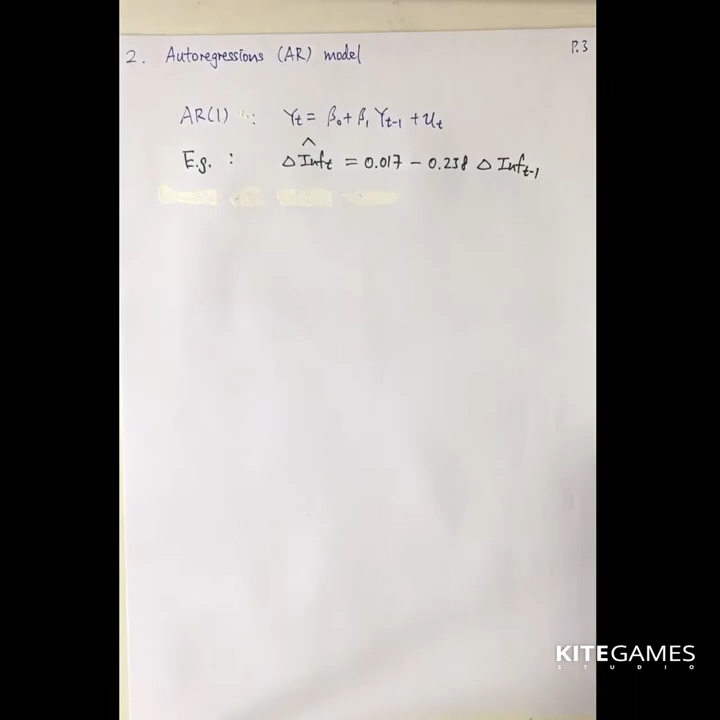 P.3
2. Autoregressions (AR) model
AR(1) : Yt = β0 + β1 Yt-1 + ut
E.g. : Δ Inf̂t = 0.017 - 0.238 Δ Inft-1
KITEGAMES
STUDIO